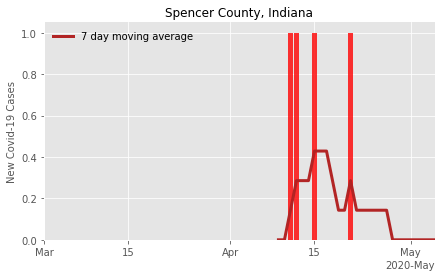 Spencer County, Indiana
7 day moving average
New Covid-19 Cases
1.0
0.8
0.6
0.4
0.2
0.0
Mar 15 Apr 15 May
2020-May